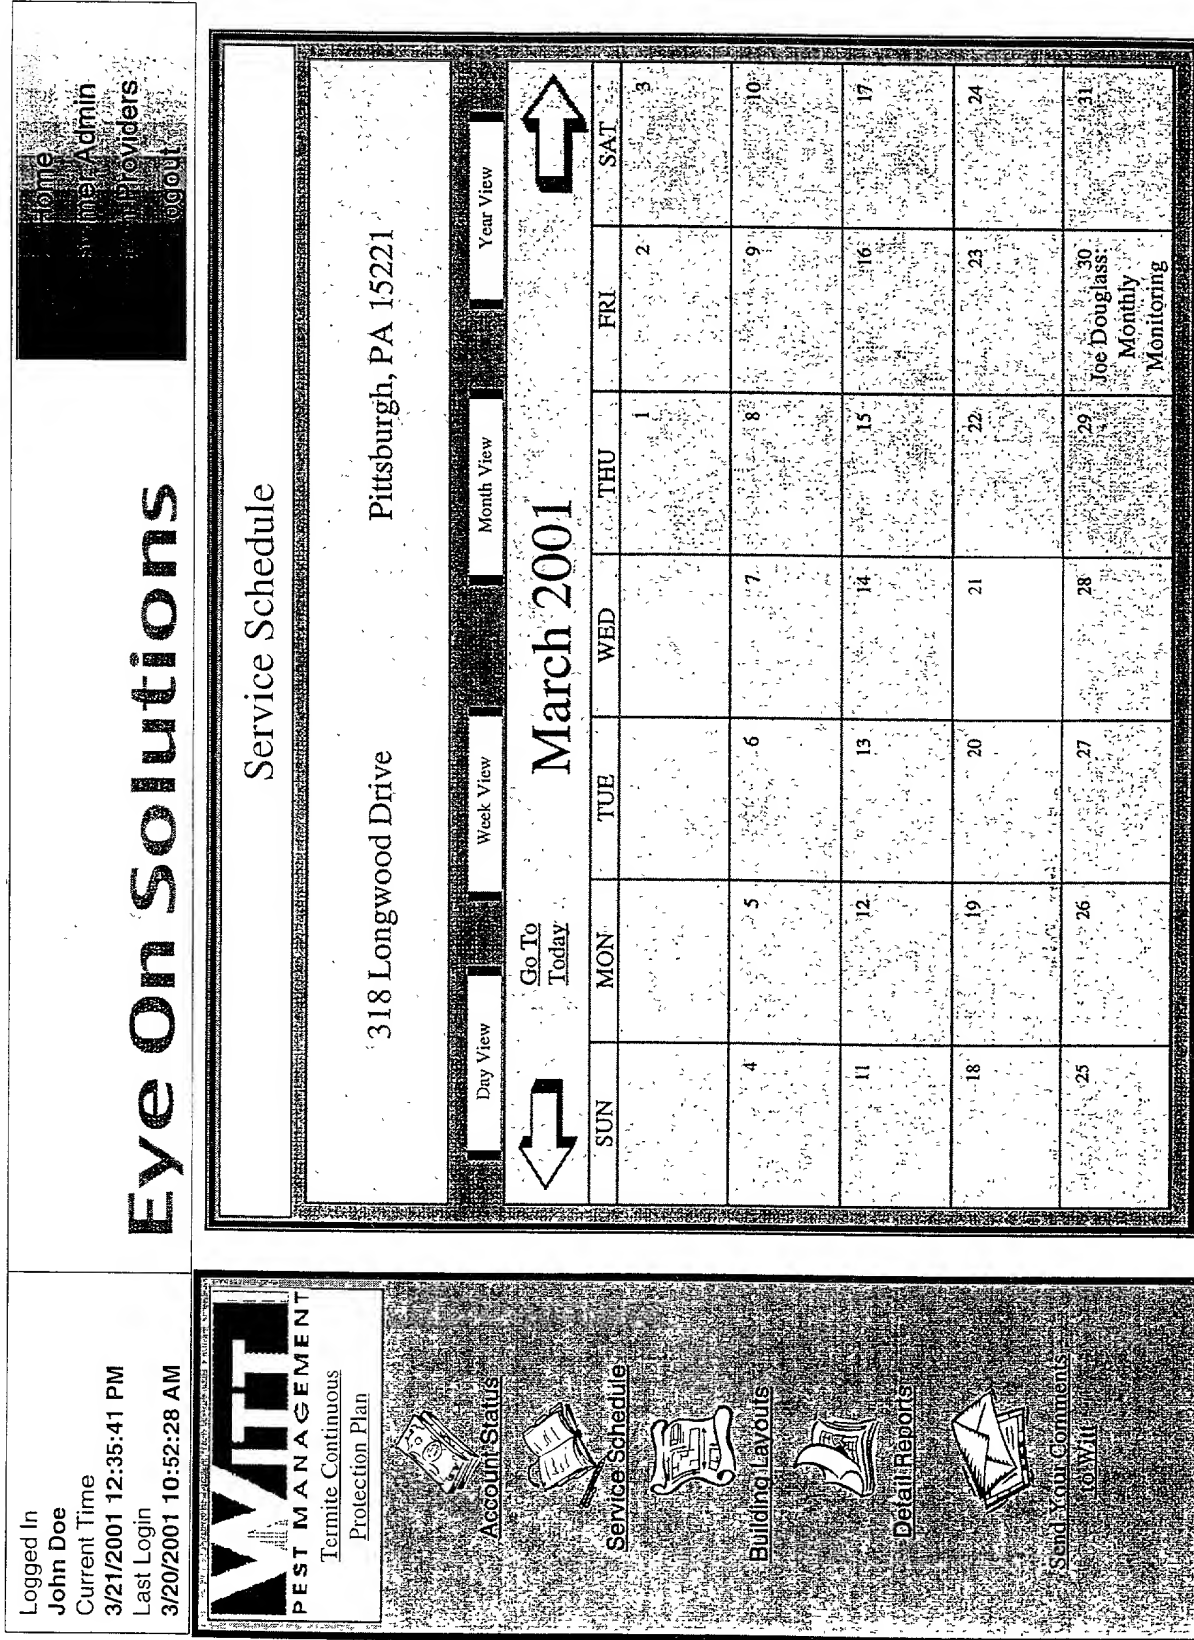 Logged In
John Doe
Current Time
3/21/2001 12:35:41 PM
Last Login
3/20/2001 10:52:28 AM
Eye On Solutions
Home
Admin
Providers
Witt
PEST MANAGEMENT
Termite Continuous
Protection Plan
Account Status
Service Schedule
Building Layouts
Detail Reports
Send Your Comments
to Witt
Service Schedule
318 Longwood Drive Pittsburgh, PA 15221
Day View Week View Month View Year View
Go To
Today
March 2001
SUN MON TUE WED THU FRI SAT
1 2 3
4 5 6 7 8 9 10
11 12 13 14 15 16 17
18 19 20 21 22 23 24
25 26 27 28 29 30 31
Joe Douglass:
Monthly
Monitoring